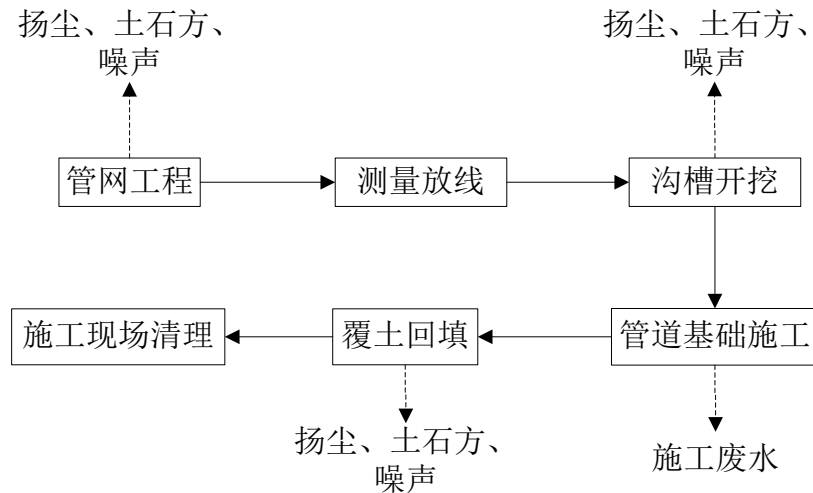 扬尘、土石方、
噪声
扬尘、土石方、
噪声
管网工程
测量放线
沟槽开挖
施工现场清理
覆土回填
管道基础施工
扬尘、土石方、
噪声
施工废水